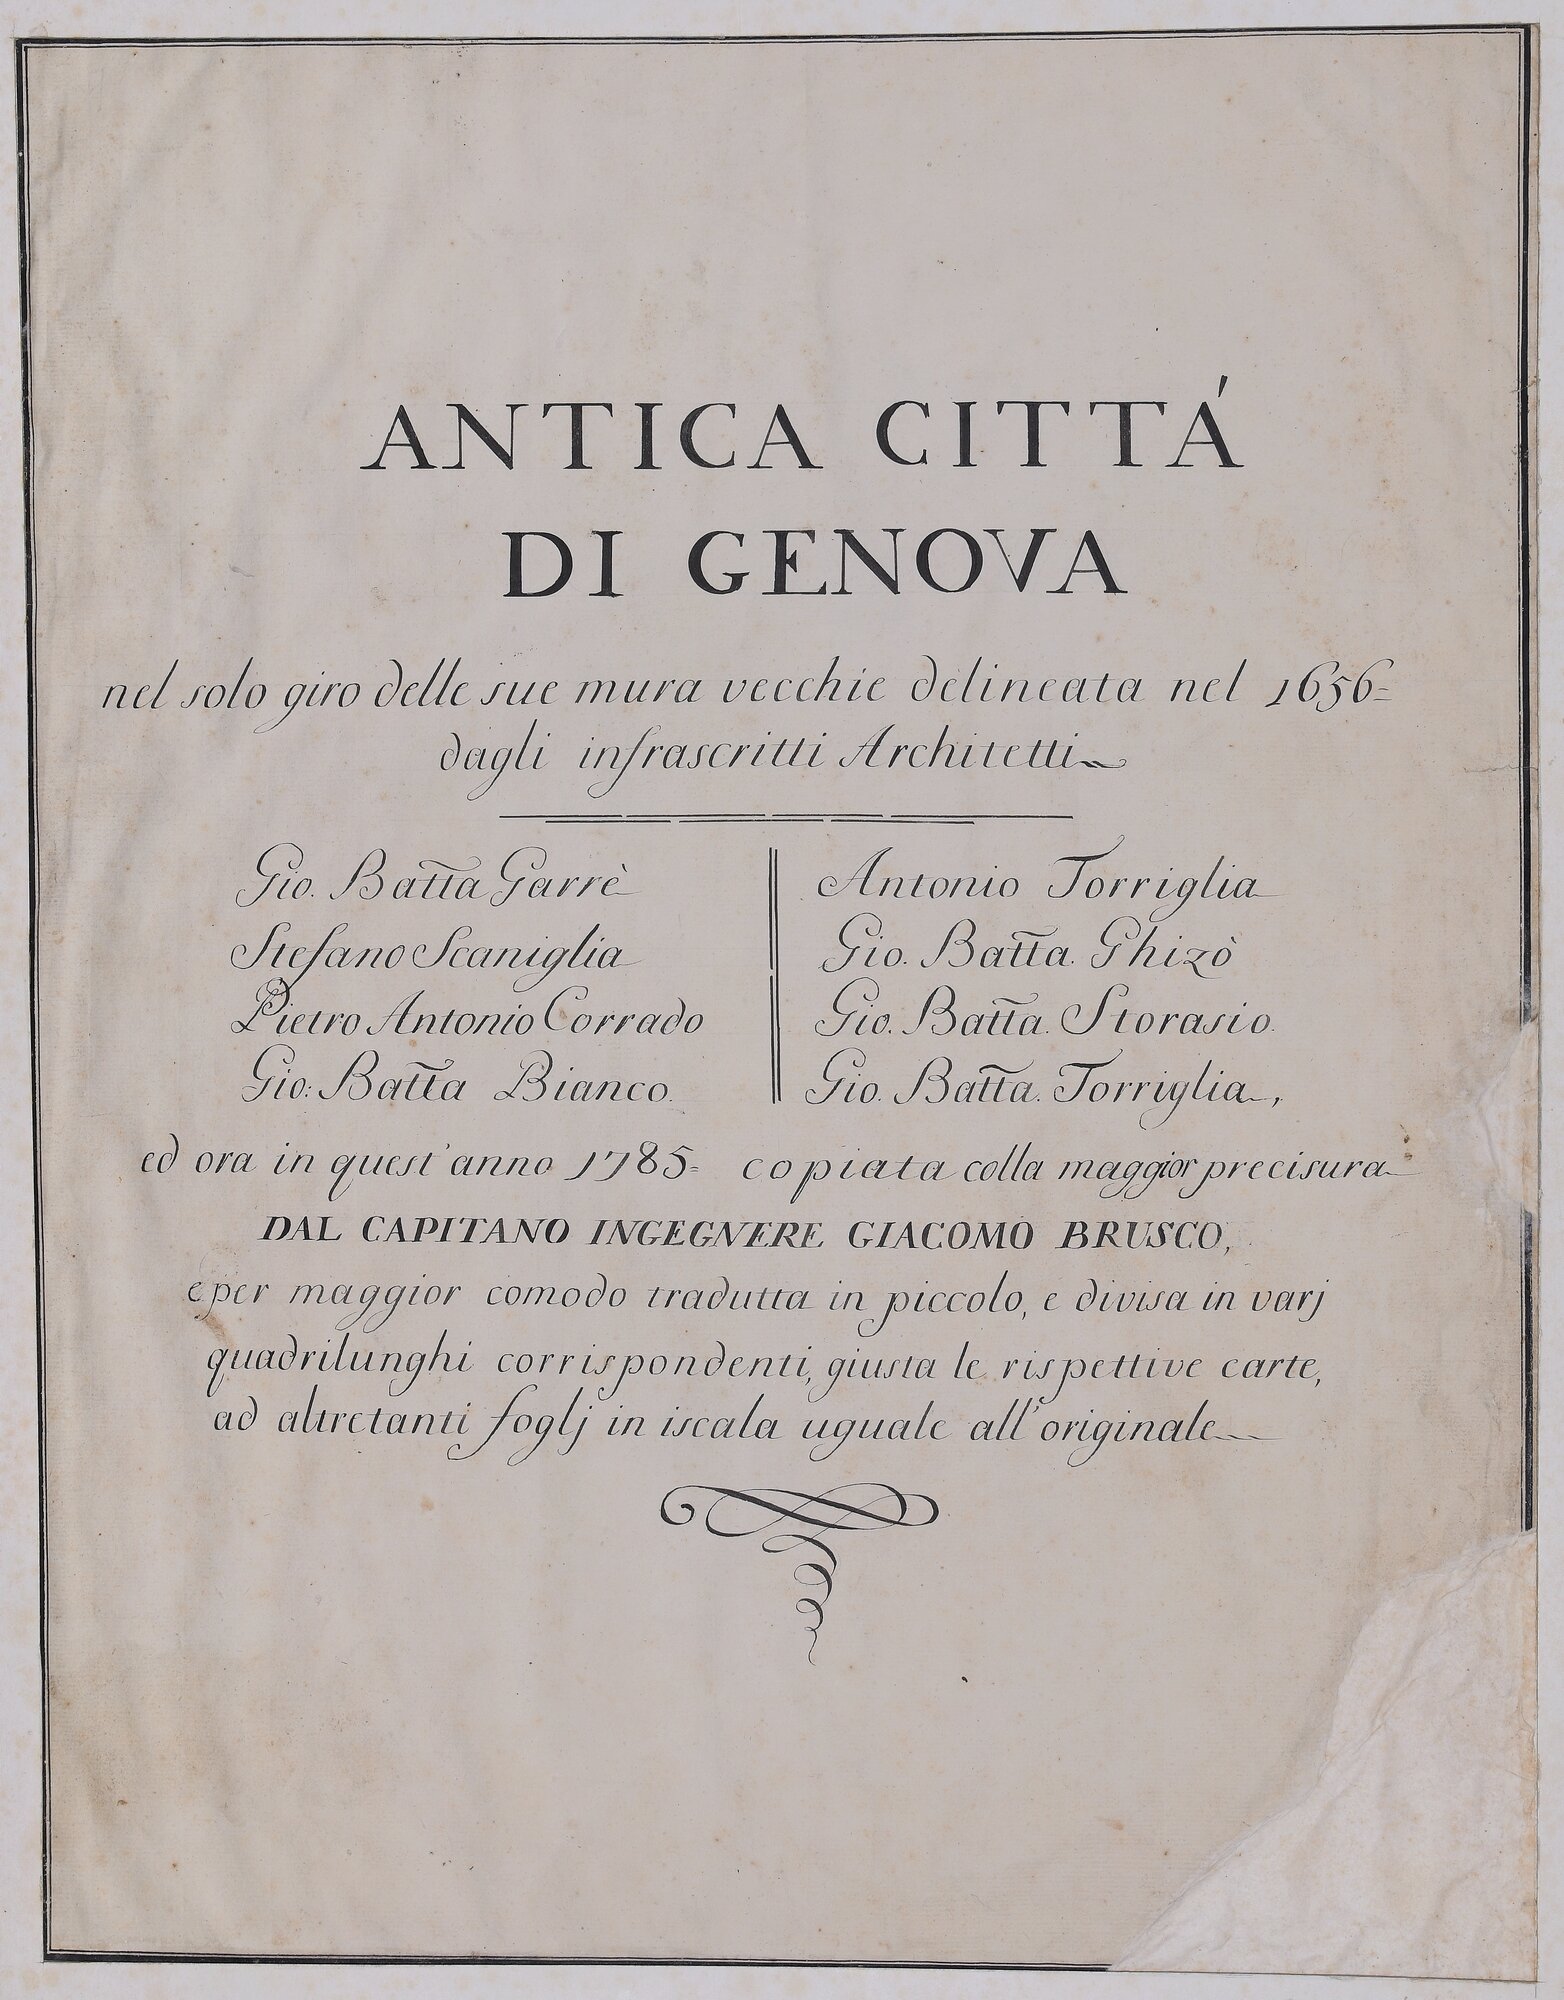 ANTICA CITTÁ
DI GENOVA
nel solo giro delle sue mura vecchie delineata nel 1656=
dagli infrascritti Architetti
Gio. Batta Garrè
Stefano Scaniglia
Pietro Antonio Corrado
Gio: Batta Bianco.
Antonio Torriglia
Gio. Batta. Ghizò
Gio. Batta. Storasio.
Gio. Batta. Torriglia,
ed ora in quest'anno 1785= copiata colla maggior precisura
DAL CAPITANO INGEGNERE GIACOMO BRUSCO,
e per maggior comodo tradutta in piccolo, e divisa in varj
quadrilunghi corrispondenti, giusta le rispettive carte,
ad altretanti foglj in iscala uguale all'originale